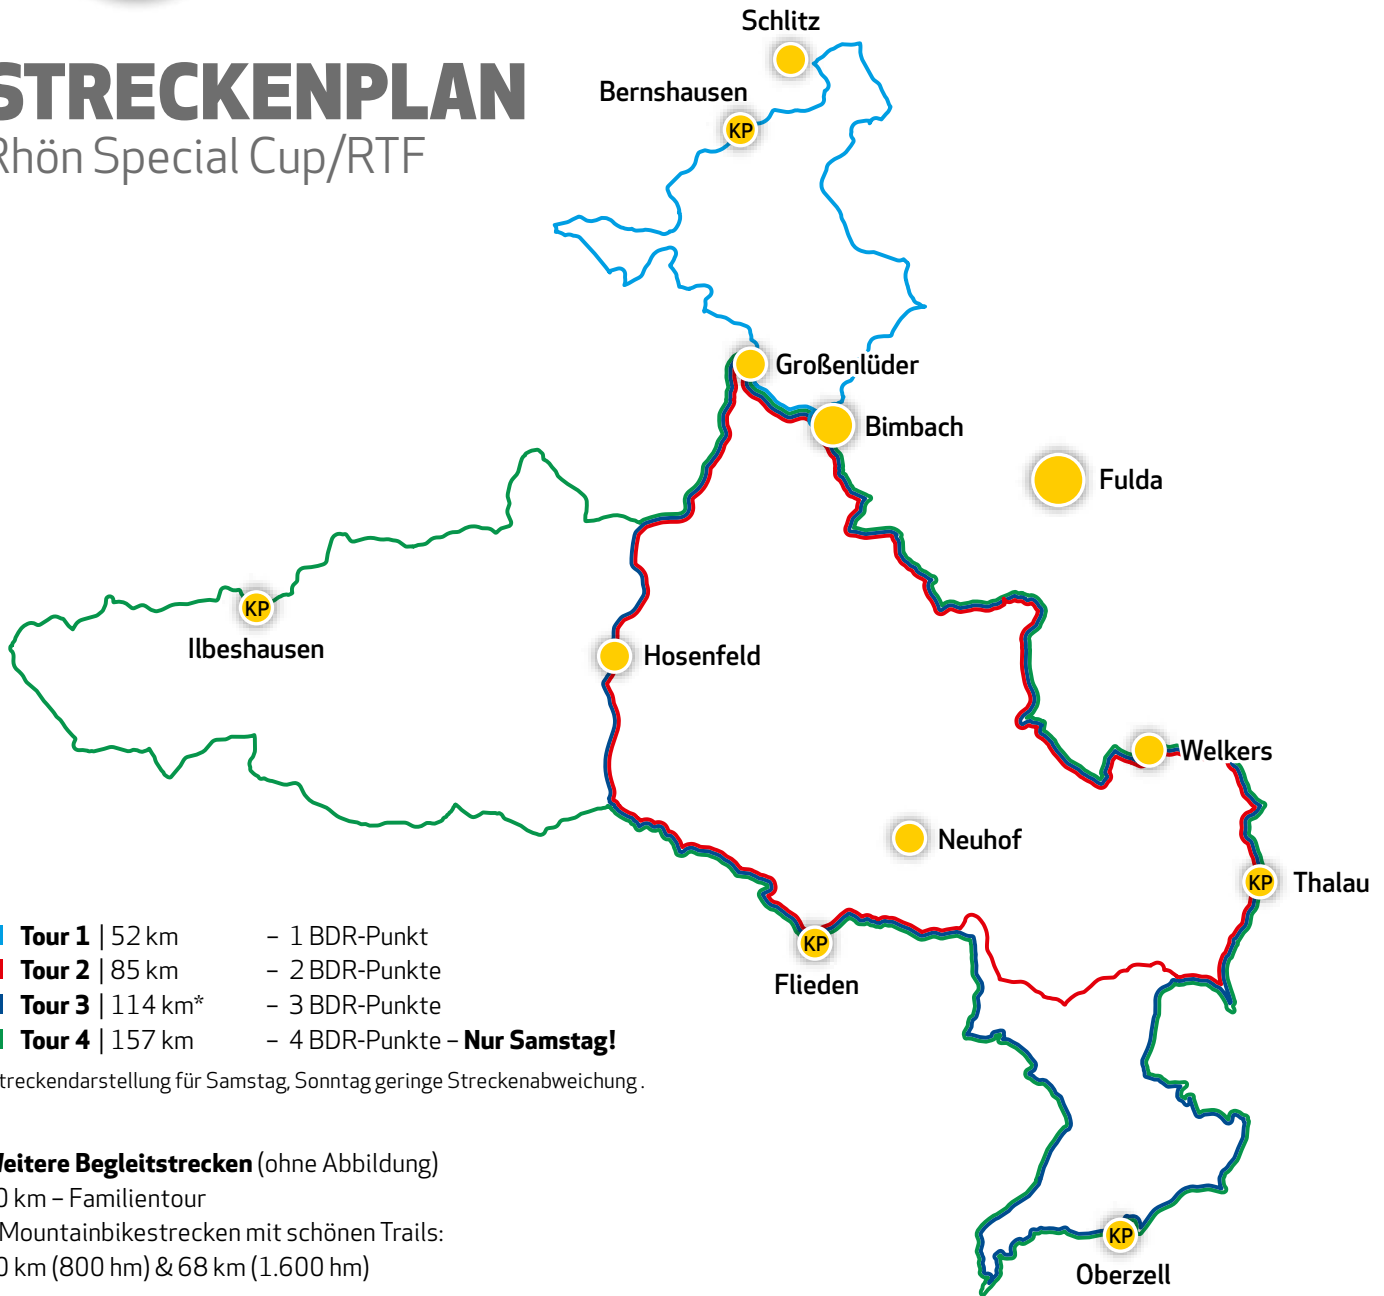 Schlitz
STRECKENPLAN
Bernshausen
KP
Rhön Special Cup/RTF
Großenlüder
Bimbach
Fulda
KP
Ilbeshausen
Hosenfeld
Welkers
Neuhof
KP Thalau
KP
Flieden
Tour 1 | 52 km – 1 BDR-Punkt
Tour 2 | 85 km – 2 BDR-Punkte
Tour 3 | 114 km* – 3 BDR-Punkte
Tour 4 | 157 km – 4 BDR-Punkte – Nur Samstag!
treckendarstellung für Samstag, Sonntag geringe Streckenabweichung .
Weitere Begleitstrecken (ohne Abbildung)
0 km – Familientour
Mountainbikestrecken mit schönen Trails:
0 km (800 hm) & 68 km (1.600 hm)
KP
Oberzell